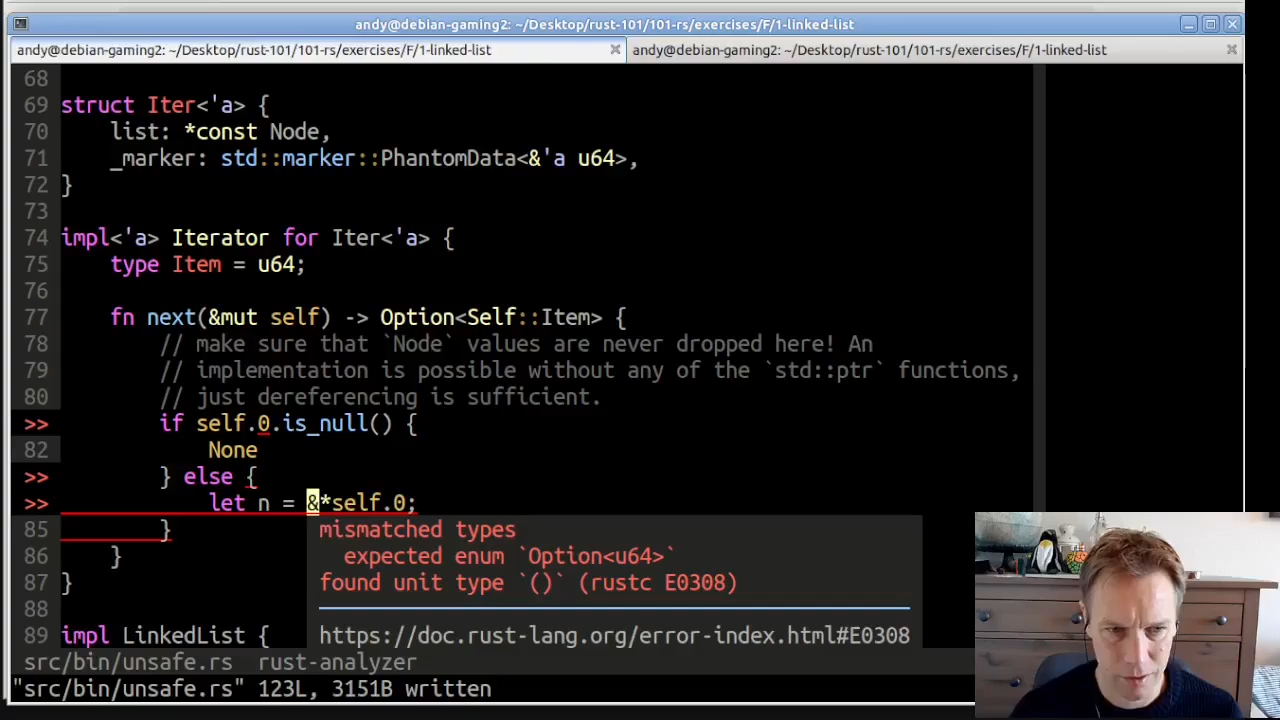 andy@debian-gaming2: ~/Desktop/rust-101/101-rs/exercises/F/1-linked-list
andy@debian-gaming2: ~/Desktop/rust-101/101-rs/exercises/F/1-linked-list
andy@debian-gaming2: ~/Desktop/rust-101/101-rs/exercises/F/1-linked-list
68
69 struct Iter<'a> {
70     list: *const Node,
71     _marker: std::marker::PhantomData<&'a u64>,
72 }
73
74 impl<'a> Iterator for Iter<'a> {
75     type Item = u64;
76
77     fn next(&mut self) -> Option<Self::Item> {
78         // make sure that `Node` values are never dropped here! An
79         // implementation is possible without any of the `std::ptr` functions,
80         // just dereferencing is sufficient.
>>         if self.0.is_null() {
82             None
>>         } else {
>>             let n = &*self.0;
85         }
mismatched types
86     }
expected enum `Option<u64>`
87 }
found unit type `()` (rustc E0308)
88
89 impl LinkedList {
https://doc.rust-lang.org/error-index.html#E0308
src/bin/unsafe.rs  rust-analyzer
"src/bin/unsafe.rs" 123L, 3151B written